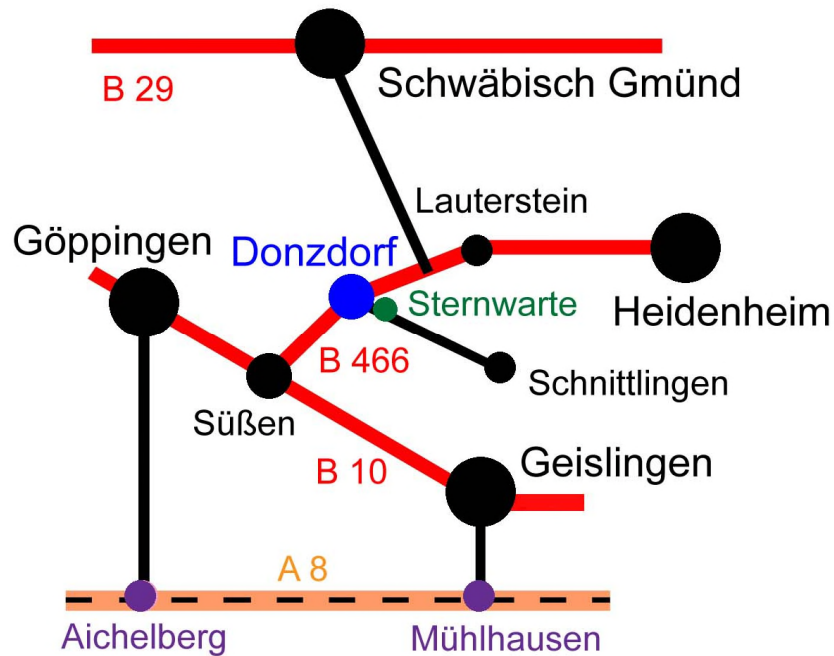 B 29
Schwäbisch Gmünd
Lauterstein
Göppingen
Donzdorf
Sternwarte
Heidenheim
B 466
Schnittlingen
Süßen
B 10
Geislingen
A 8
Aichelberg
Mühlhausen